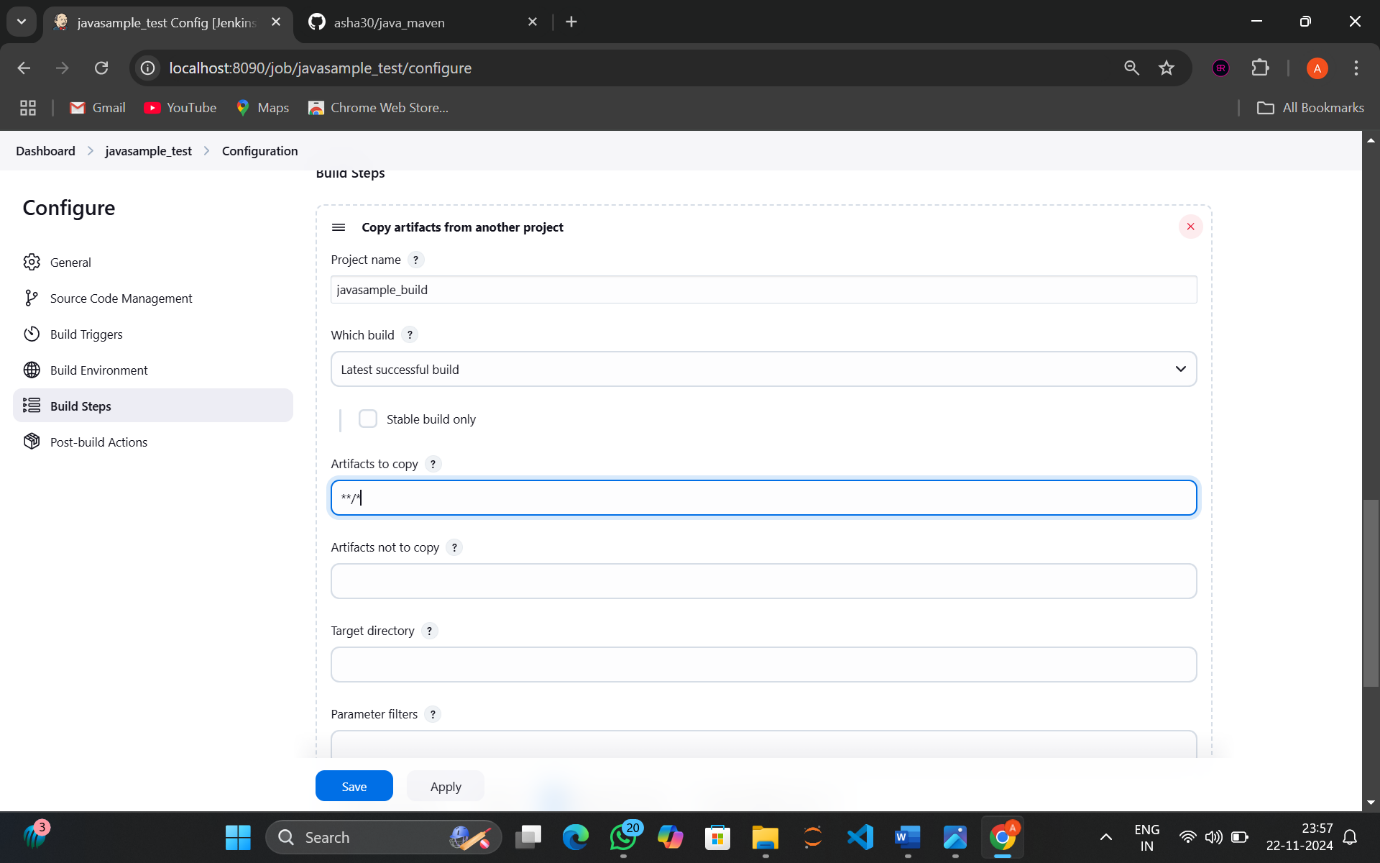 javasample_test Config [Jenkins
asha30/java_maven
localhost:8090/job/javasample_test/configure
A
Gmail
YouTube
Maps
Chrome Web Store...
All Bookmarks
Dashboard > javasample_test > Configuration
Build Steps
Configure
General
Source Code Management
Build Triggers
Build Environment
Build Steps
Post-build Actions
Copy artifacts from another project
Project name ?
javasample_build
Which build ?
Latest successful build
Stable build only
Artifacts to copy ?
**/*
Artifacts not to copy ?
Target directory ?
Parameter filters ?
Save
Apply
3
Search
20
A
ENG
IN
23:57
22-11-2024